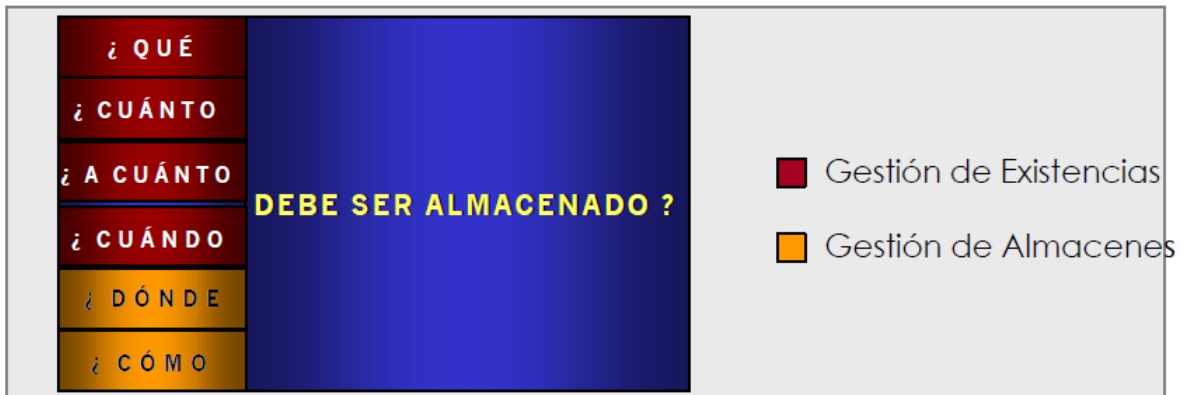 ¿ QUÉ
¿ CUÁNTO
¿ A CUÁNTO
¿ CUÁNDO
¿ DÓNDE
¿ CÓMO
DEBE SER ALMACENADO ?
Gestión de Existencias
Gestión de Almacenes